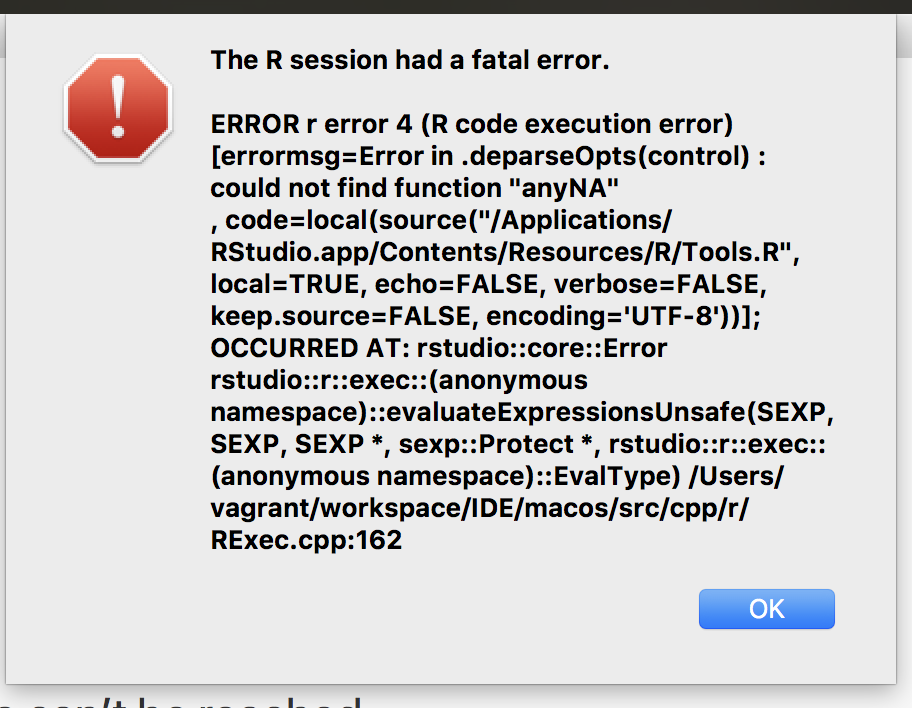 The R session had a fatal error.
ERROR r error 4 (R code execution error)
[errormsg=Error in .deparseOpts(control) :
could not find function "anyNA"
, code=local(source("/Applications/
RStudio.app/Contents/Resources/R/Tools.R",
local=TRUE, echo=FALSE, verbose=FALSE,
keep.source=FALSE, encoding='UTF-8'))];
OCCURRED AT: rstudio::core::Error
rstudio::r::exec::(anonymous
namespace)::evaluateExpressionsUnsafe(SEXP,
SEXP, SEXP *, sexp::Protect *, rstudio::r::exec::
(anonymous namespace)::EvalType) /Users/
vagrant/workspace/IDE/macos/src/cpp/r/
RExec.cpp:162
OK
can't be reached